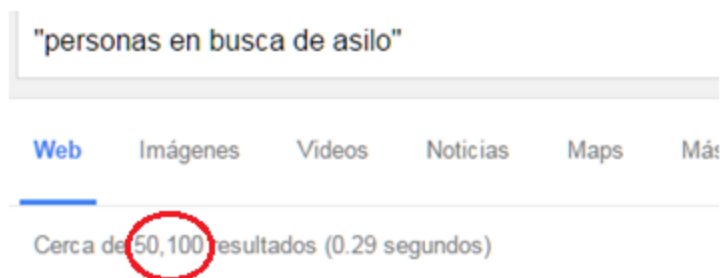 "personas en busca de asilo"
Web Imágenes Videos Noticias Maps Más
Cerca de 50,100 resultados (0.29 segundos)